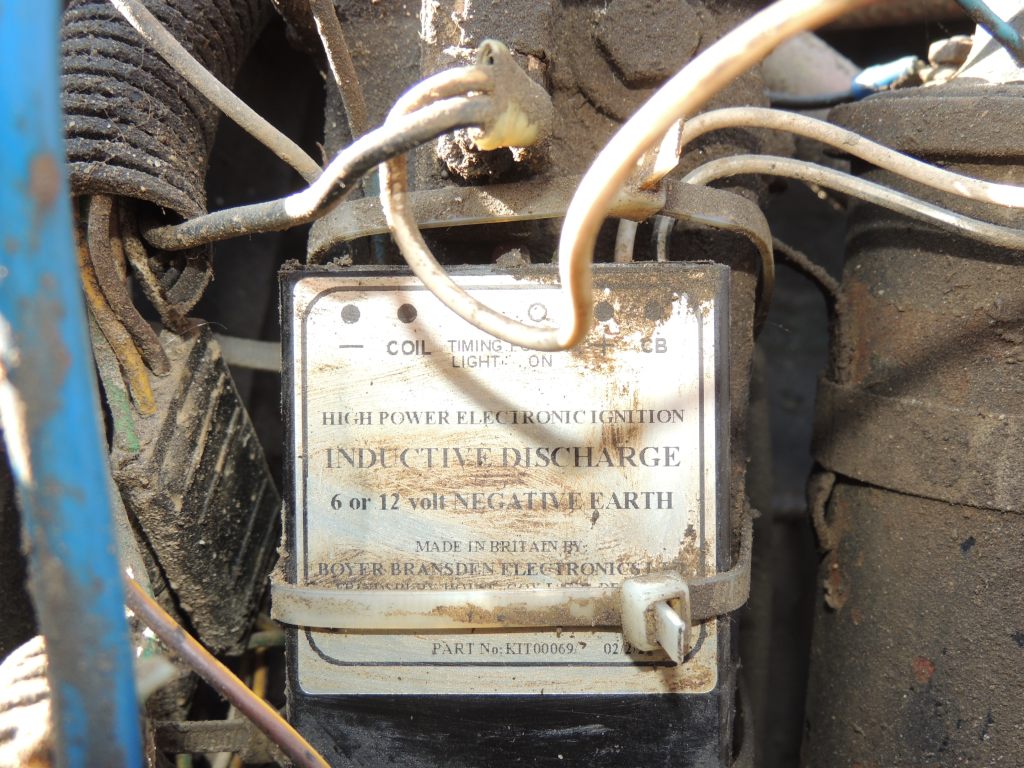 — COIL TIMING LIGHT ON + CB
HIGH POWER ELECTRONIC IGNITION
INDUCTIVE DISCHARGE
6 or 12 volt NEGATIVE EARTH
MADE IN BRITAIN BY:
BOYER BRANSDEN ELECTRONICS
PART No: KIT00069